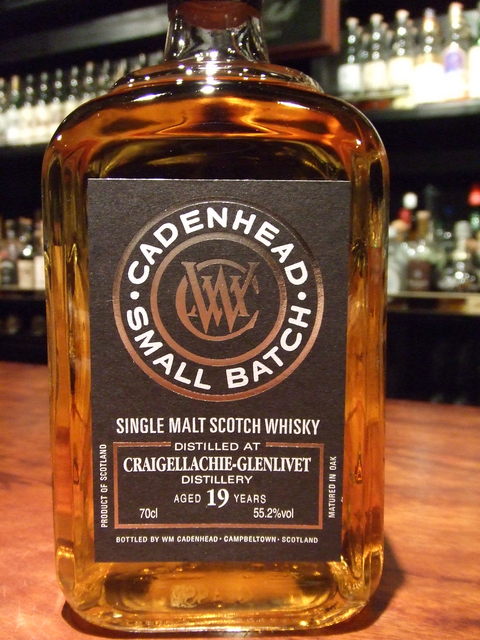 CADENHEAD
WMC
SMALL BATCH
SINGLE MALT SCOTCH WHISKY
DISTILLED AT
CRAIGELLACHIE-GLENLIVET
DISTILLERY
AGED 19 YEARS
70cl 55.2%vol
PRODUCT OF SCOTLAND
MATURED IN OAK
BOTTLED BY WM CADENHEAD · CAMPBELTOWN · SCOTLAND